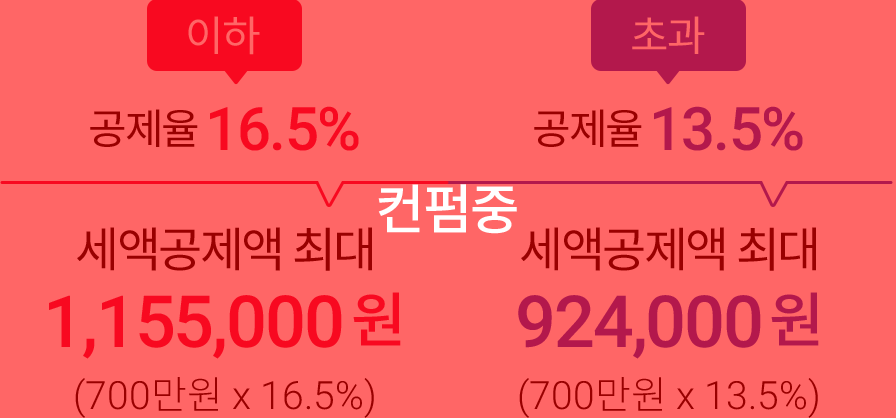 이하
초과
공제율 16.5%
공제율 13.5%
컨펌중
세액공제액 최대
1,155,000원
(700만원 x 16.5%)
세액공제액 최대
924,000원
(700만원 x 13.5%)